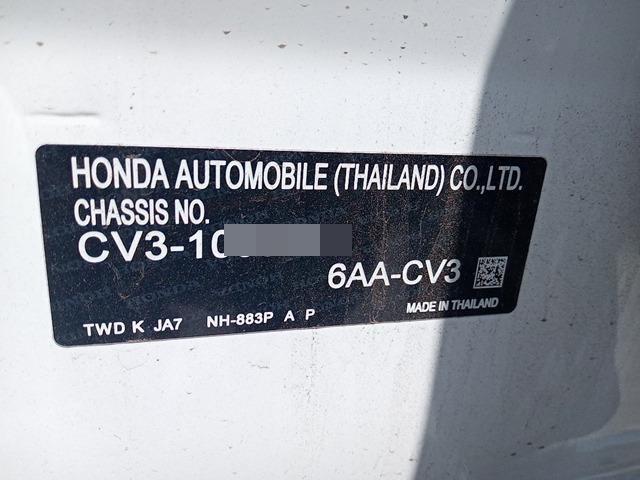 HONDA AUTOMOBILE (THAILAND) CO.,LTD.
CHASSIS NO.
CV3-10
6AA-CV3
TWD K JA7 NH-883P A P
MADE IN THAILAND